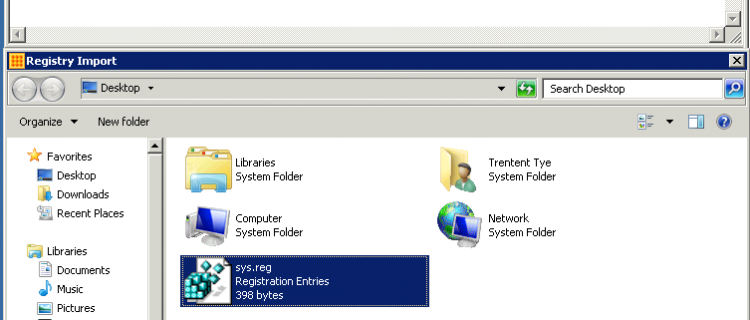 Registry Import
Desktop
Search Desktop
Organize
New folder
Favorites
Desktop
Downloads
Recent Places
Libraries
Documents
Music
Pictures
Libraries
System Folder
Trentent Tye
System Folder
Computer
System Folder
Network
System Folder
sys.reg
Registration Entries
398 bytes